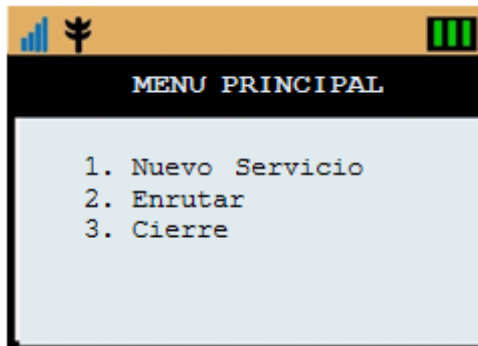 MENU PRINCIPAL
1. Nuevo Servicio
2. Enrutar
3. Cierre